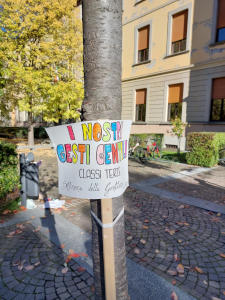 I NOSTRI
GESTI GENTILI
CLASSI TERZE